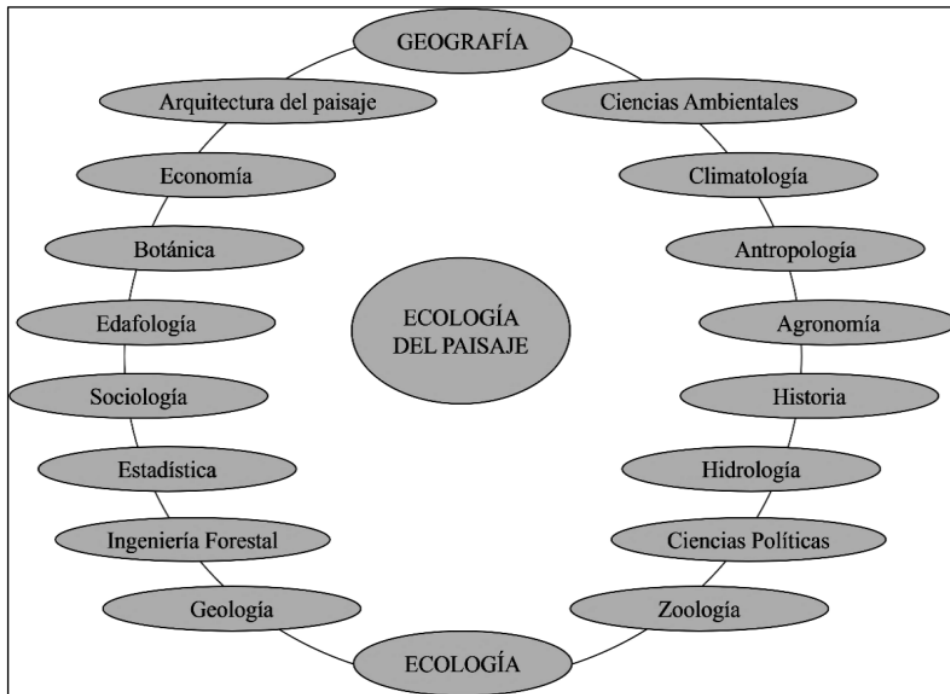 GEOGRAFÍA
Arquitectura del paisaje
Ciencias Ambientales
Economía
Climatología
Botánica
Antropología
ECOLOGÍA
DEL PAISAJE
Edafología
Agronomía
Sociología
Historia
Estadística
Hidrología
Ingeniería Forestal
Ciencias Políticas
Geología
Zoología
ECOLOGÍA